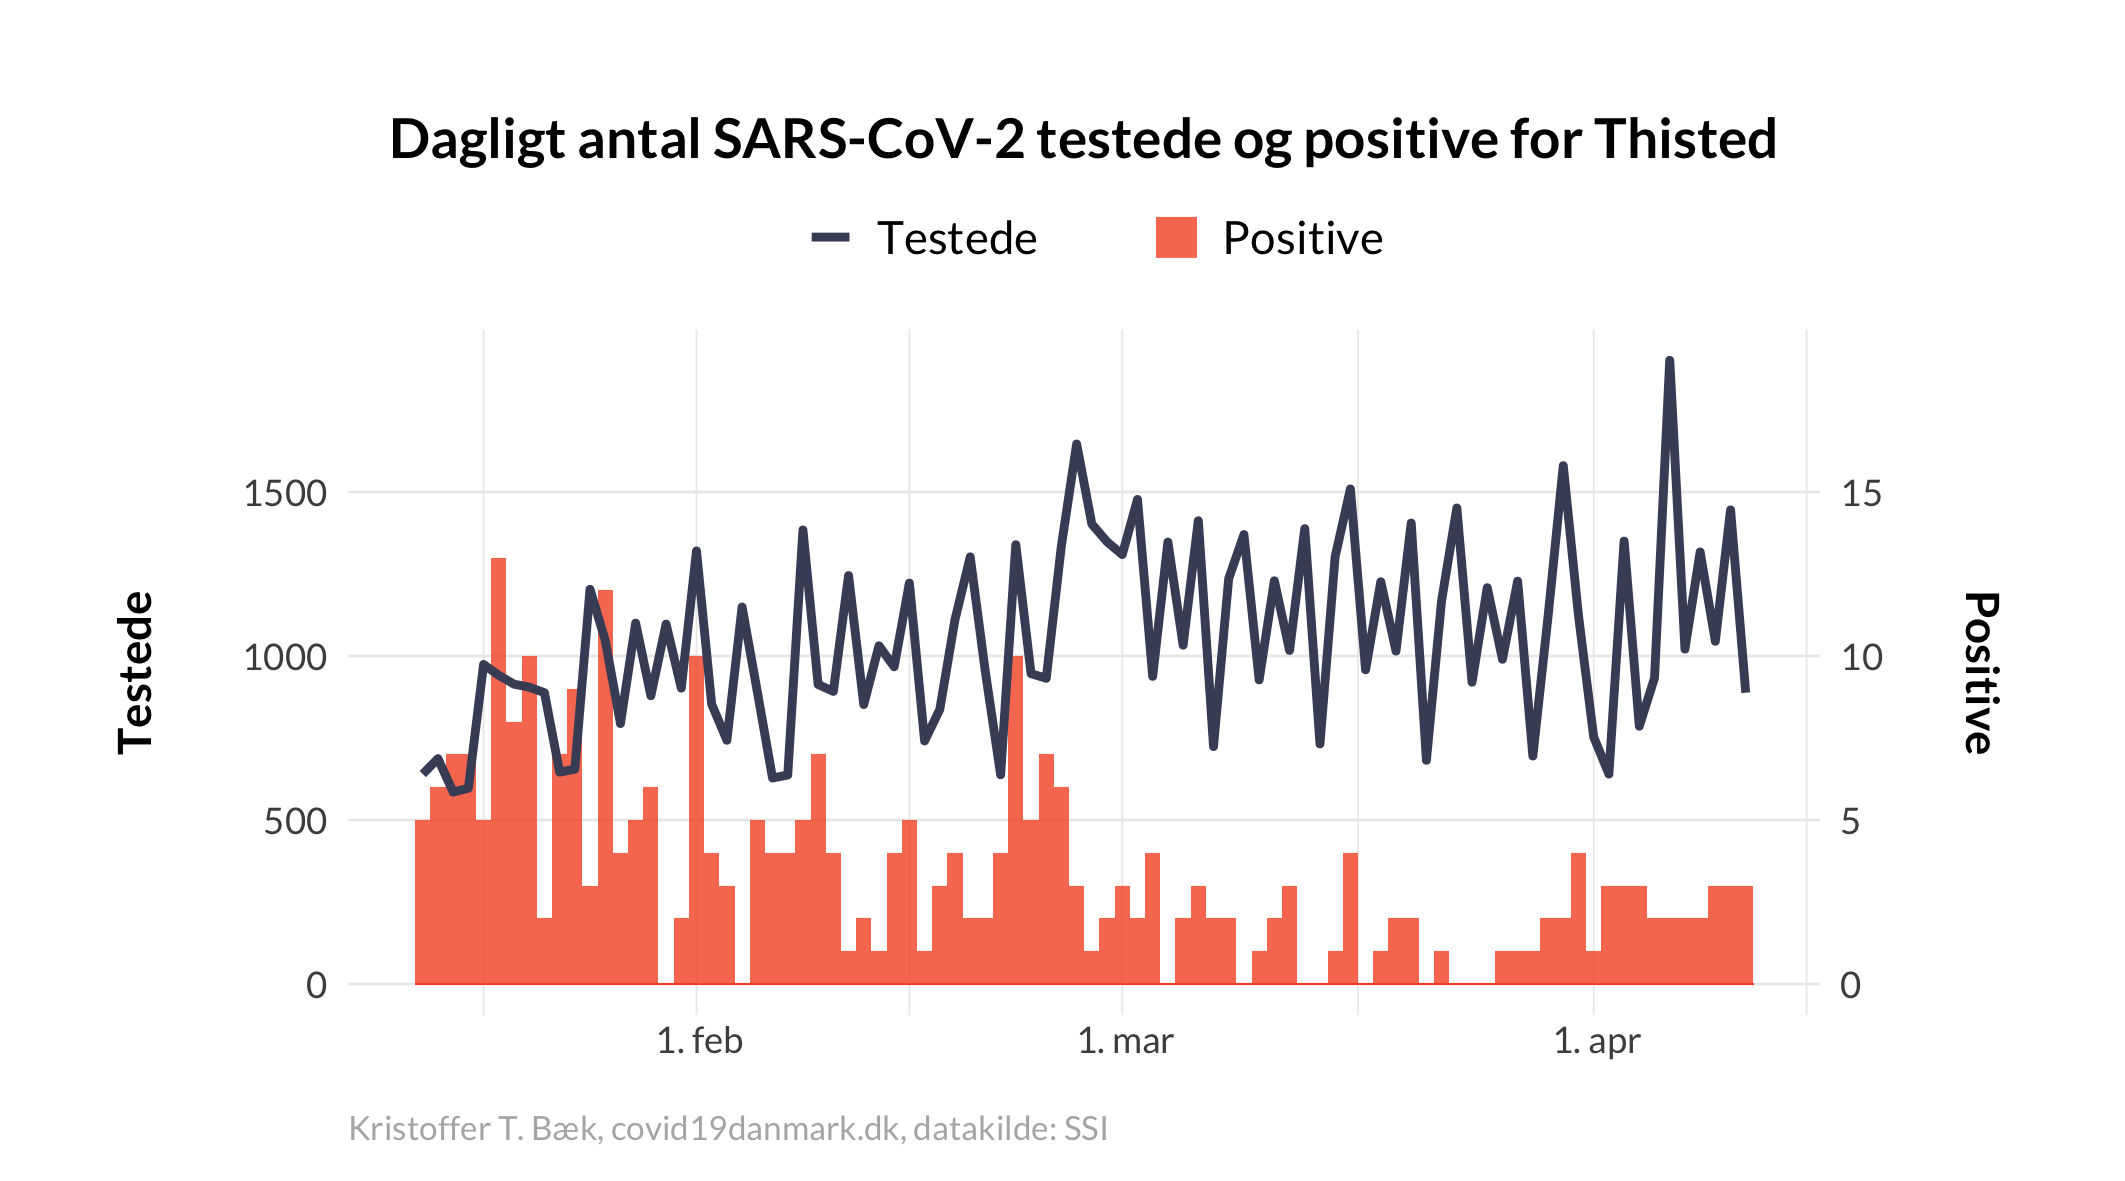 Dagligt antal SARS-CoV-2 testede og positive for Thisted
Testede Positive
1500
1000
500
0
Testede
15
10
5
0
Positive
1. feb 1. mar 1. apr
Kristoffer T. Bæk, covid19danmark.dk, datakilde: SSI